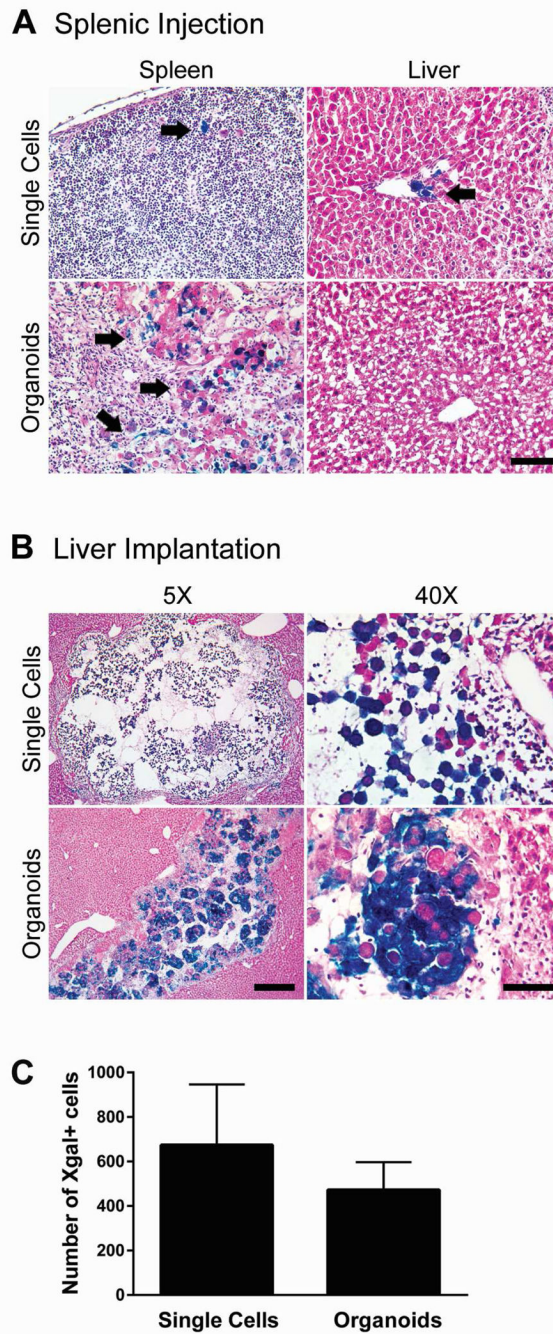 A Splenic Injection
Spleen Liver
Single Cells
Organoids
B Liver Implantation
5X 40X
Single Cells
Organoids
C
Number of Xgal+ cells
1000
800
600
400
200
0
Single Cells Organoids